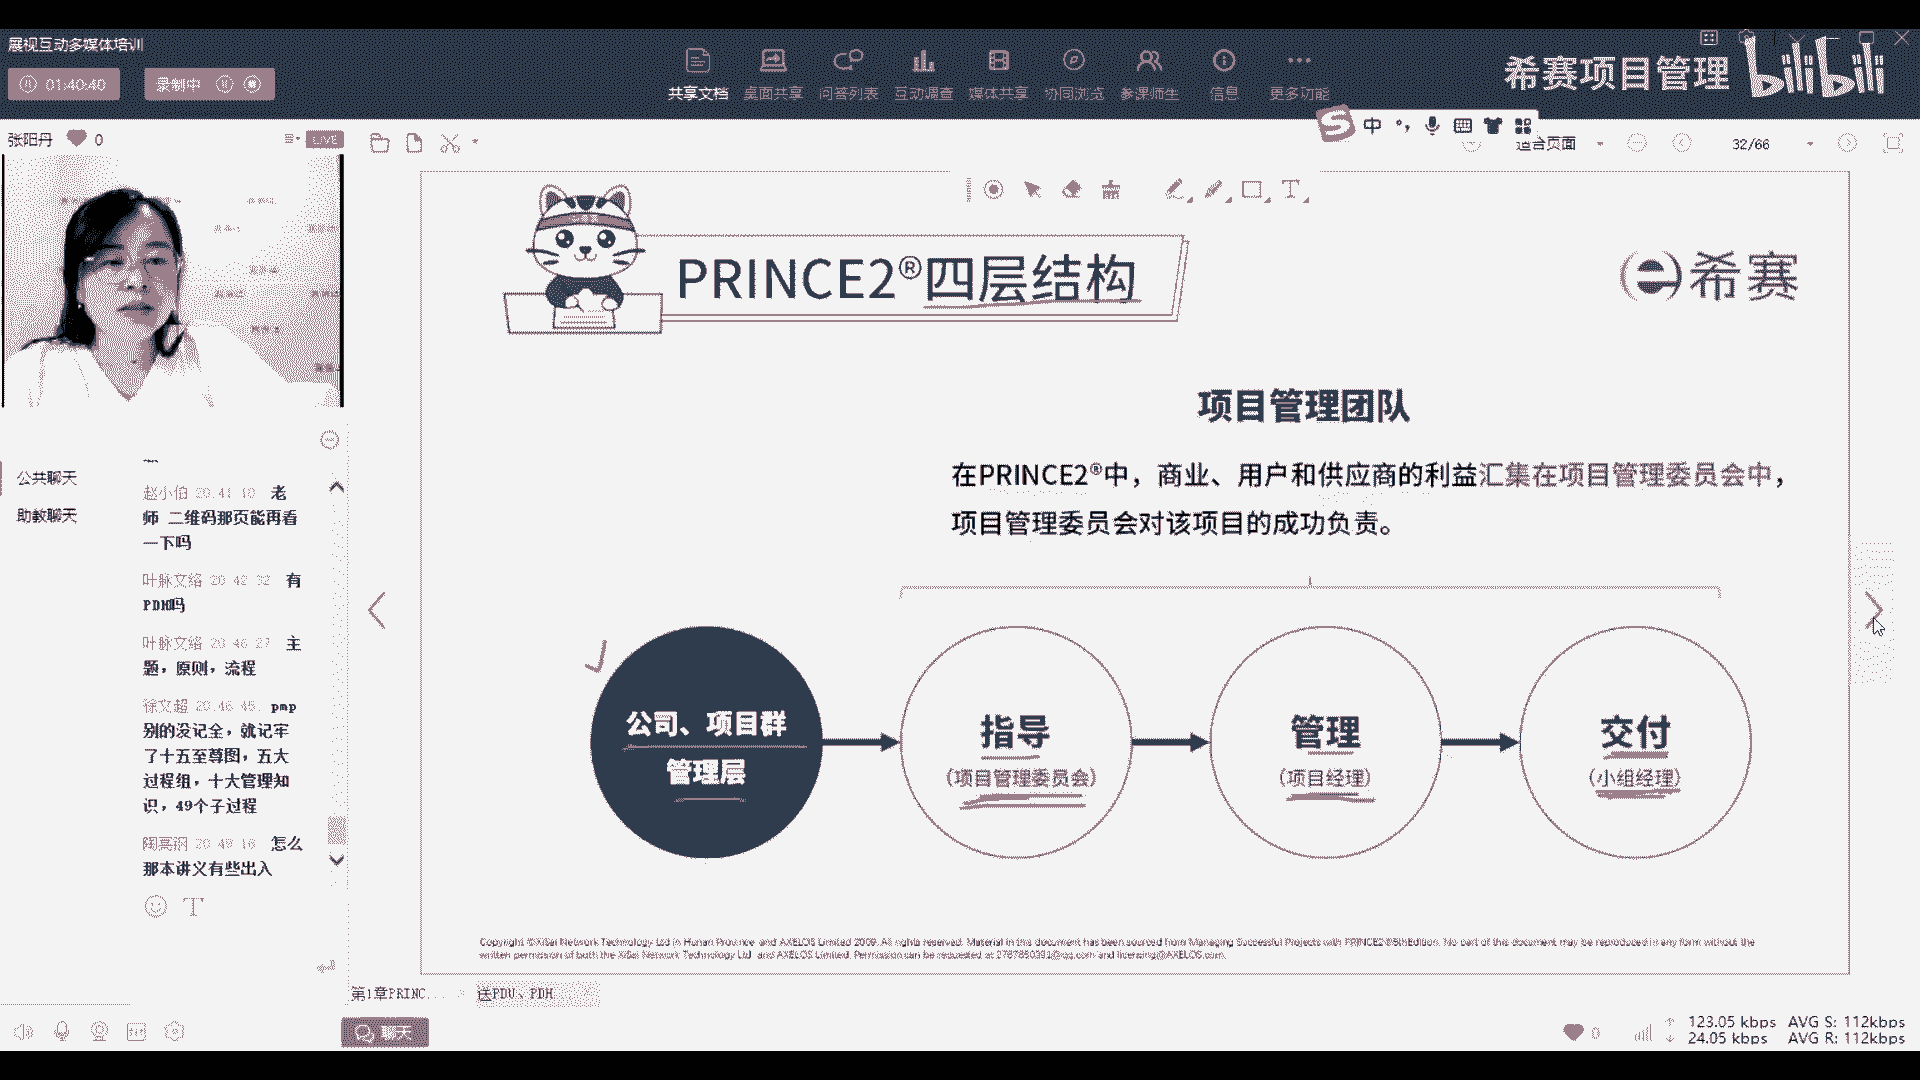 展视互动多媒体培训
01:40:40
录制中
共享文档
桌面共享
问答列表
互动调查
媒体共享
协同浏览
参课师生
信息
更多功能
希赛项目管理
bilibili
张阳丹
0
LIVE
中
适合页面
32/66
公共聊天
助教聊天
赵小伯 20:41:10 老
师 二维码那页能再看
一下吗
叶脉文络 20:42:32 有
PDH吗
叶脉文络 20:46:27 主
题，原则，流程
徐文超 20:46:45 pmp
别的没记全，就记牢
了十五至尊图，五大
过程组，十大管理知
识，49个子过程
20:49:16 怎么
那本讲义有些出入
PRINCE2®四层结构
希赛
项目管理团队
在PRINCE2®中，商业、用户和供应商的利益汇集在项目管理委员会中，
项目管理委员会对该项目的成功负责。
公司、项目群
管理层
指导
（项目管理委员会）
管理
（项目经理）
交付
（小组经理）
Copyright ©XiSai Network Technology Ltd in Hunan Province and AXELOS Limited 2009. All rights reserved. Material in this document has been sourced from Managing Successful Projects with PRINCE2®5thEdition. No part of this document may be reproduced in any form without the
written permission of both the XiSai Network Technology Ltd and AXELOS Limited. Permission can be requested at 2787850391@qq.com and licensing@AXELOS.com.
第1章PRINC...
送PDU、PDH...
聊天
0
123.05 kbps AVG S: 112kbps
24.05 kbps AVG R: 112kbps